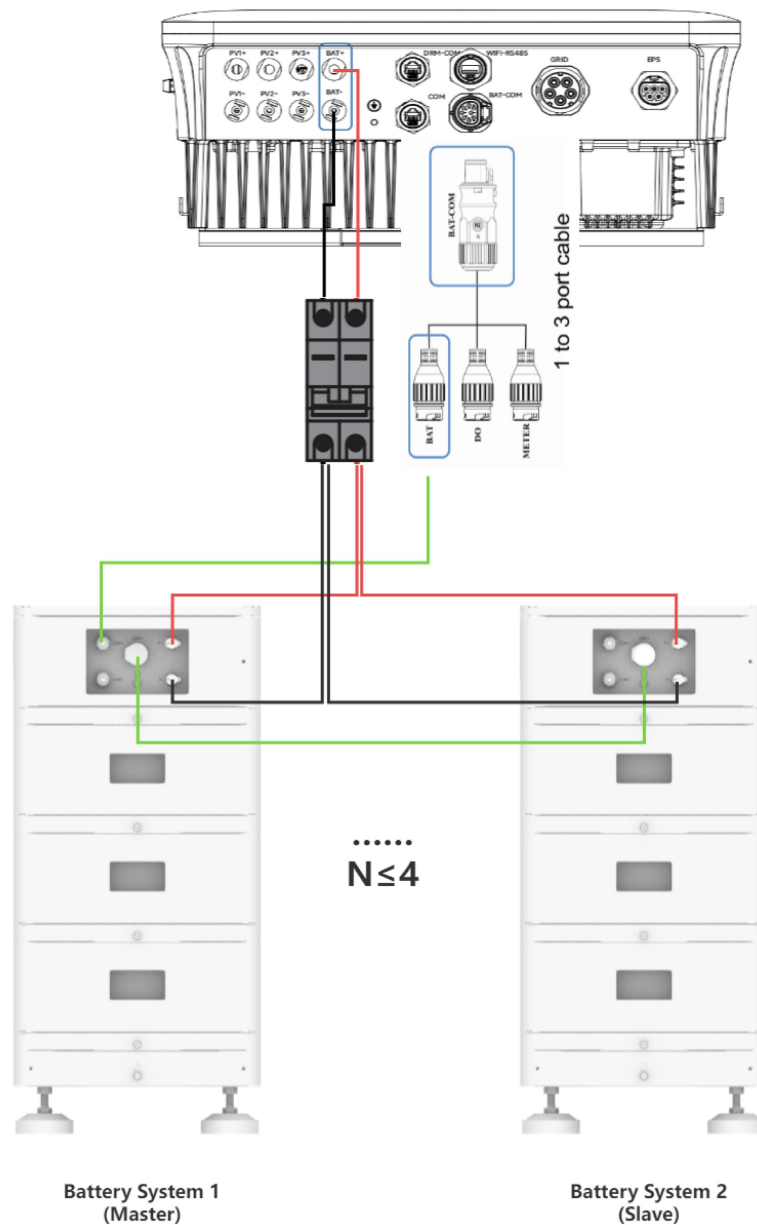 PV1+ PV2+ PV3+ BAT+ DRM-COM WIFI-RS485 GRID EPS
PV1- PV2- PV3- BAT- COM BAT-COM
BAT-COM
1 to 3 port cable
BAT DO METER
......
N≤4
Battery System 1
(Master)
Battery System 2
(Slave)